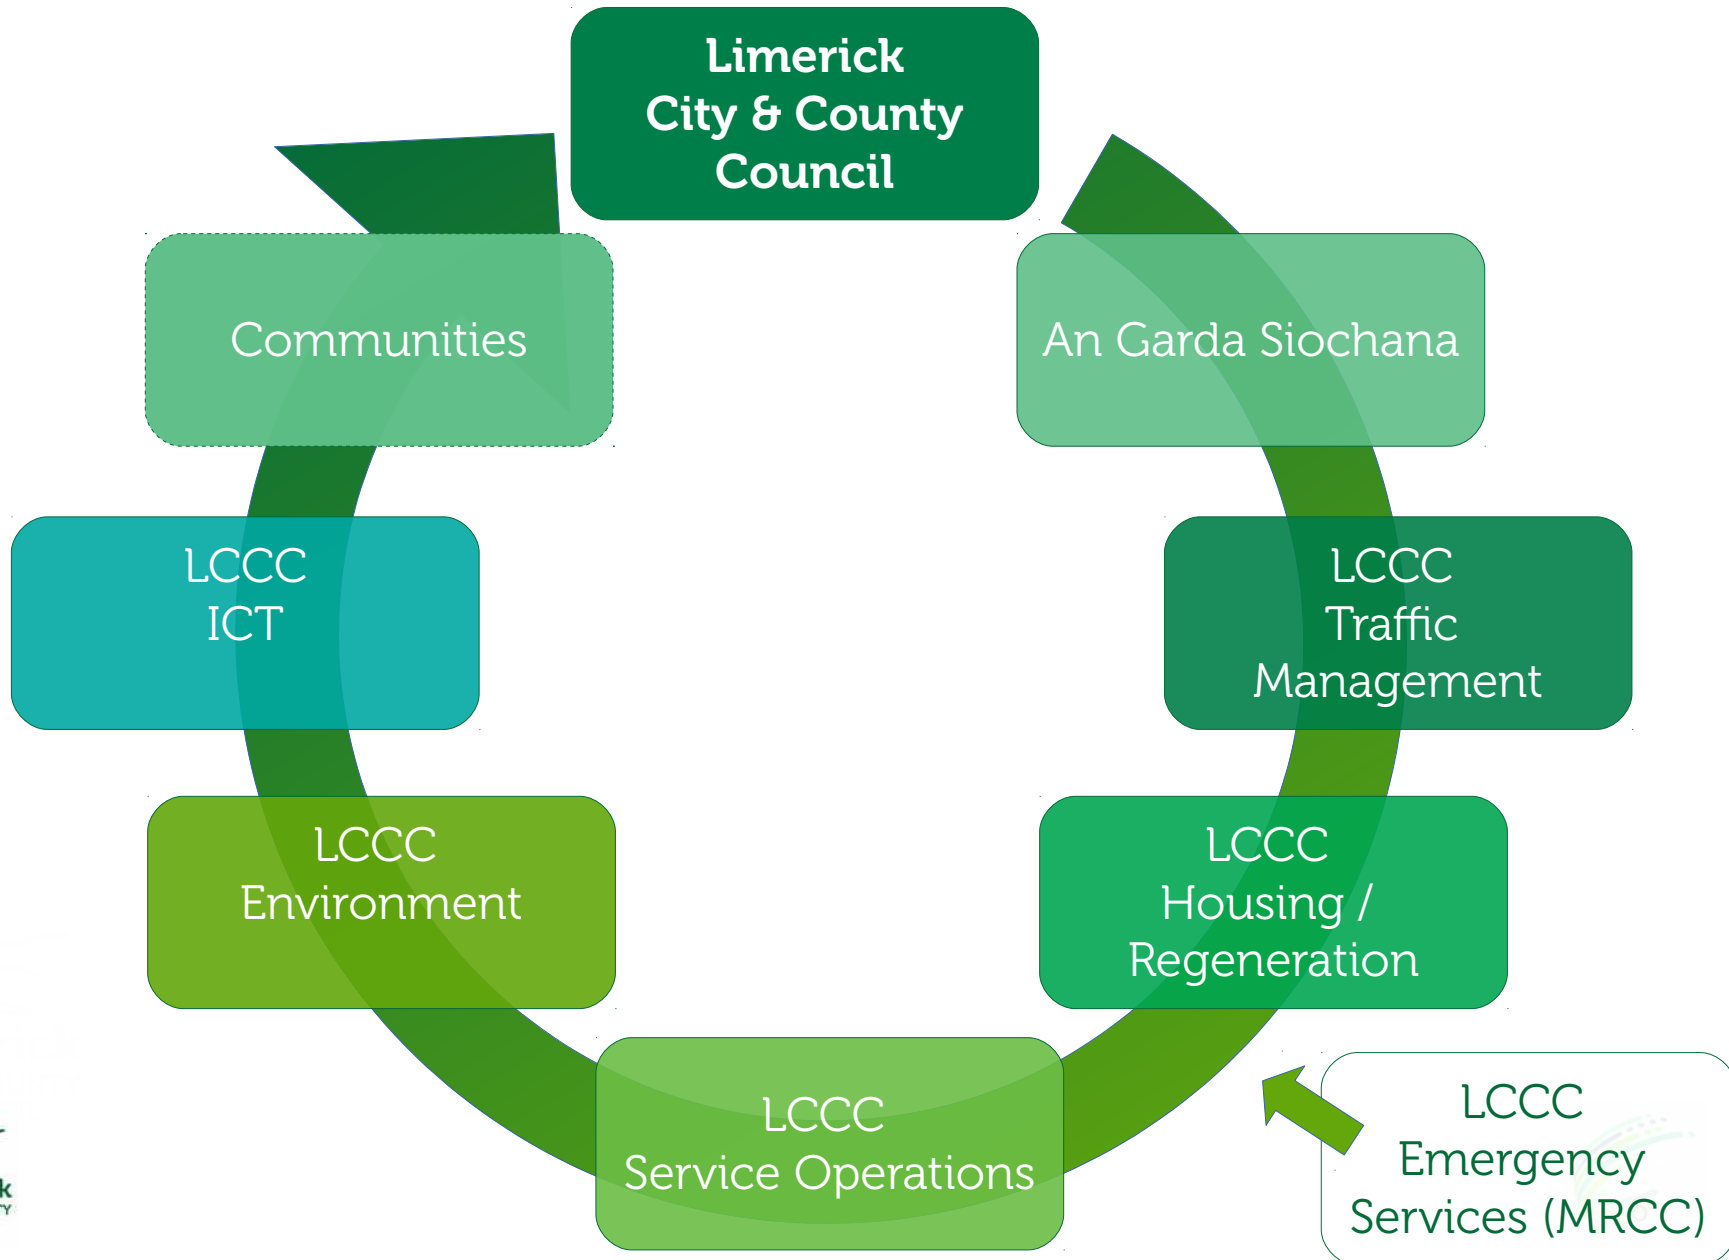 Limerick
City & County
Council
An Garda Siochana
LCCC
Traffic
Management
LCCC
Housing /
Regeneration
LCCC
Emergency
Services (MRCC)
LCCC
Service Operations
LCCC
Environment
LCCC
ICT
Communities